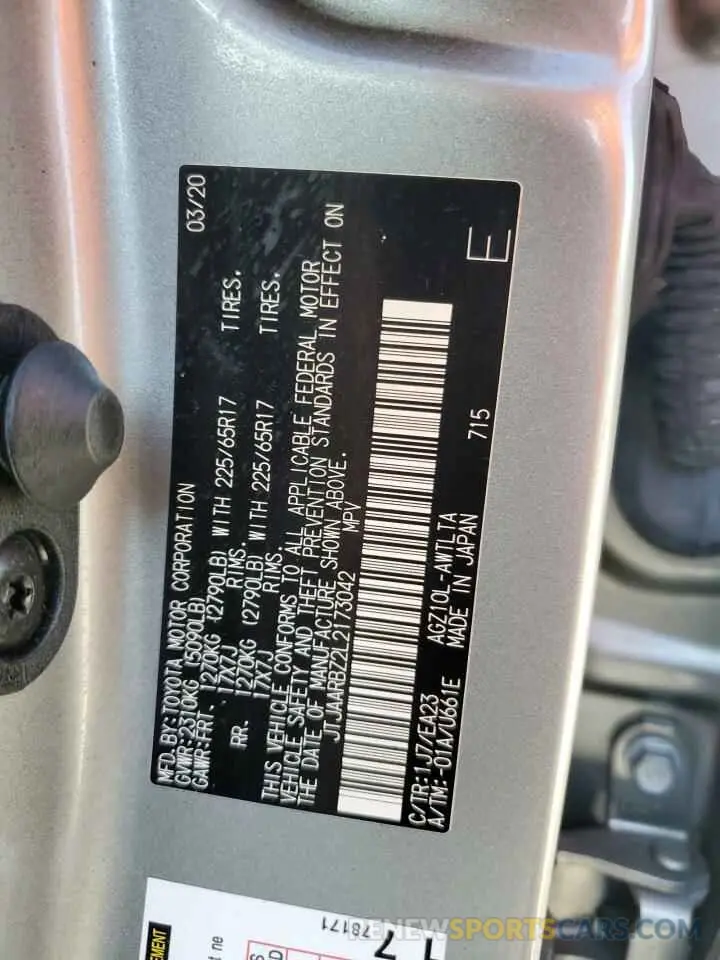 MFD.BY:TOYOTA MOTOR CORPORATION 03/20
GVWR:2310KG (5090LB)
GAWR:FRT. 1270KG (2790LB) WITH 225/65R17 TIRES.
17X7J RIMS.
RR. 1270KG (2790LB) WITH 225/65R17 TIRES.
17X7J RIMS.
THIS VEHICLE CONFORMS TO ALL APPLICABLE FEDERAL MOTOR
VEHICLE SAFETY AND THEFT PREVENTION STANDARDS IN EFFECT ON
THE DATE OF MANUFACTURE SHOWN ABOVE.
JTJAARBZ2L2173042 MPV
C/TR:1J7/EA23 AGZ10L-AWTLTA 715
A/TM:-01A/U661E MADE IN JAPAN E
78171
RENEWSPORTSCARS.COM